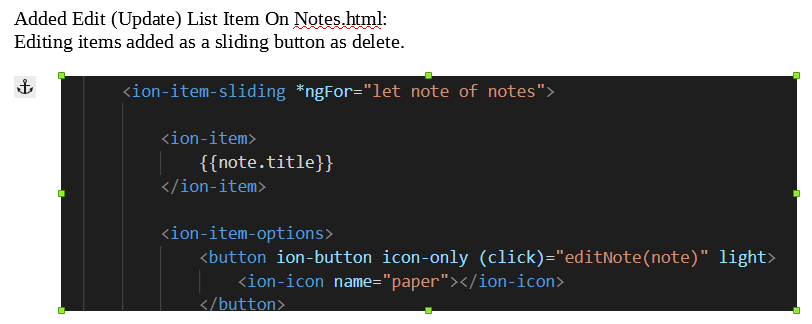 Added Edit (Update) List Item On Notes.html:
Editing items added as a sliding button as delete.
<ion-item-sliding *ngFor="let note of notes">
<ion-item>
{{note.title}}
</ion-item>
<ion-item-options>
<button ion-button icon-only (click)="editNote(note)" light>
<ion-icon name="paper"></ion-icon>
</button>